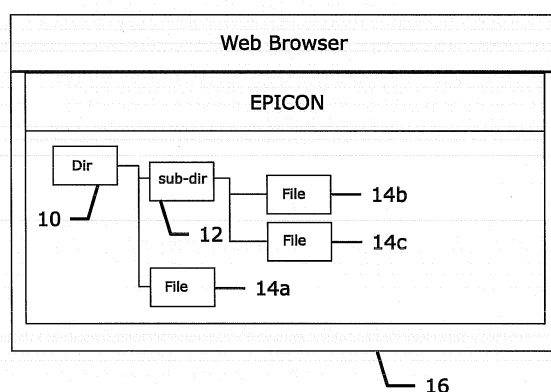 Web Browser
EPICON
Dir
sub-dir
File
14b
10
12
File
14c
File
14a
16